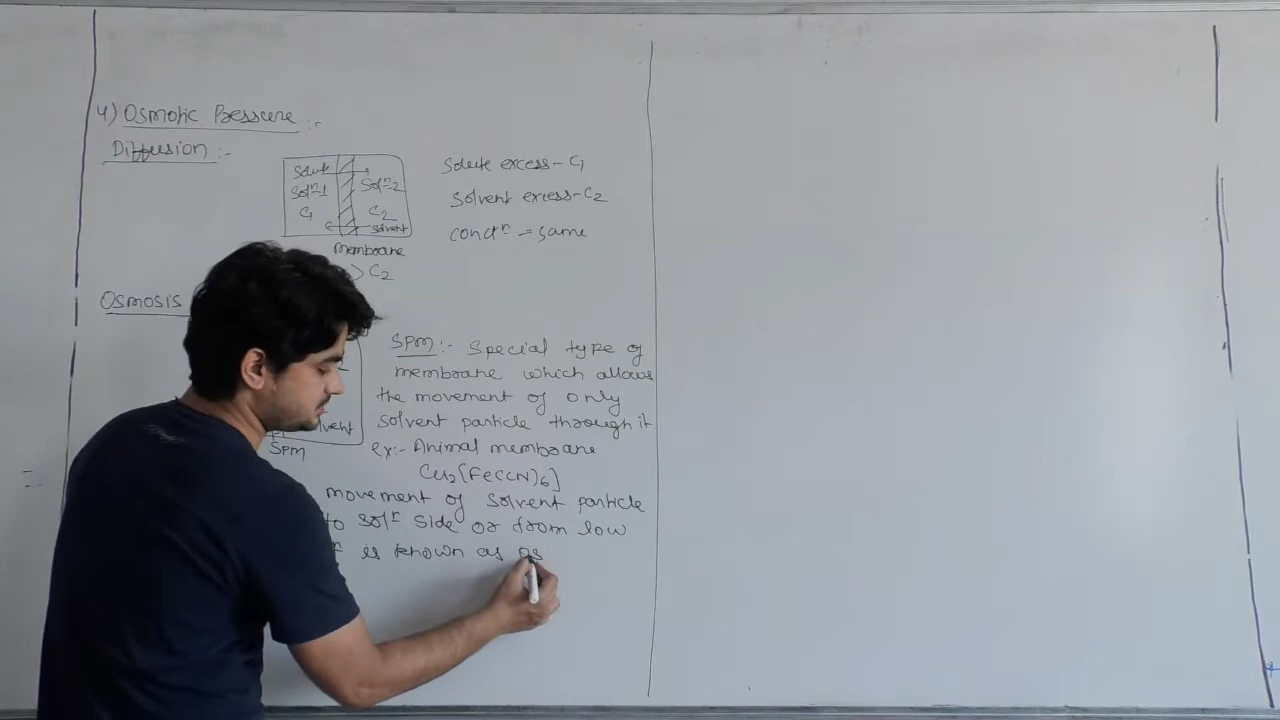 4) Osmotic Pressure :-
Diffusion :-
Solute
Solⁿ-1
Solⁿ-2
C₁
C₂
solvent
membrane
> C₂
Solute excess - C₁
Solvent excess - C₂
concⁿ = same
Osmosis
SPM :- Special type of
membrane which allows
the movement of only
solvent particle through it
ex:- Animal membrane
Cu₂[Fe(CN)₆]
SPM
movement of solvent particle
to solⁿ side or from low
is known as os